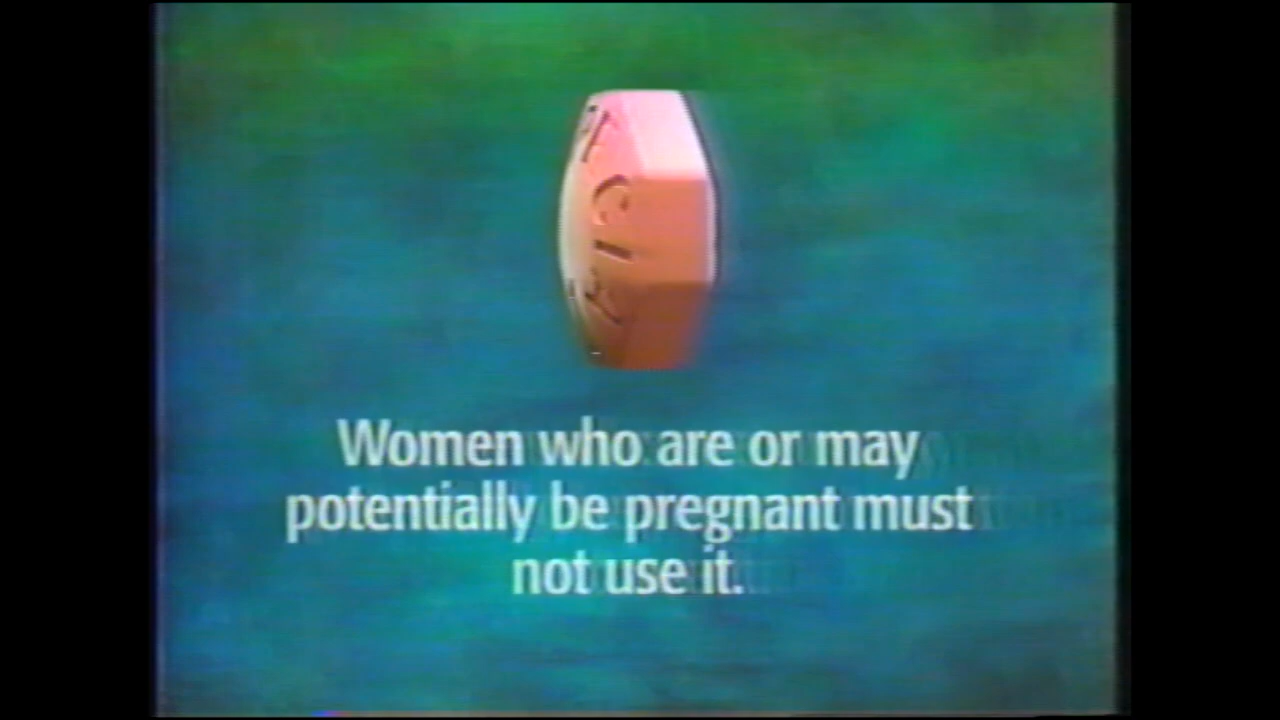 Women who are or may
potentially be pregnant must
not use it.